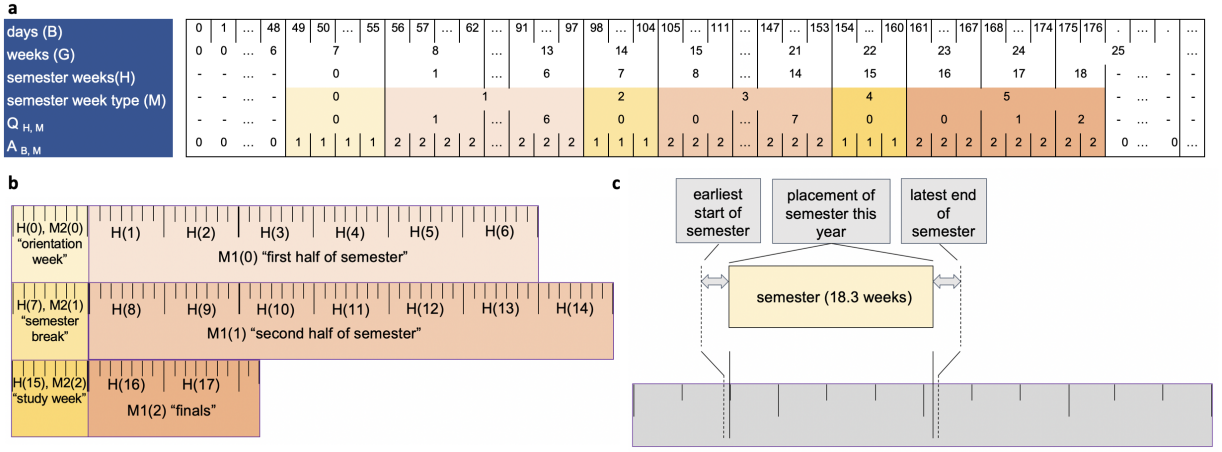 a
days (B) 0 1 ... 48 49 50 ... 55 56 57 ... 62 ... 91 ... 97 98 ... 104 105 ... 111 ... 147 ... 153 154 ... 160 161 ... 167 168 ... 174 175 176 . ... . ...
weeks (G) 0 0 ... 6 7 8 ... 13 14 15 ... 21 22 23 24 25 ...
semester weeks(H) - - ... - 0 1 ... 6 7 8 ... 14 15 16 17 18 - ... - ...
semester week type (M) - - ... - 0 1 2 3 4 5 - ... - ...
Q H, M - - ... - 0 1 ... 6 0 0 ... 7 0 0 1 2 - ... - ...
A B, M 0 0 ... 0 1 1 1 1 2 2 2 2 ... 2 2 2 1 1 1 2 2 2 ... 2 2 2 1 1 1 2 2 2 2 2 2 2 2 0 ... 0 ...
b
H(0), M2(0)
"orientation
week"
H(1) H(2) H(3) H(4) H(5) H(6)
M1(0) "first half of semester"
H(7), M2(1)
"semester
break"
H(8) H(9) H(10) H(11) H(12) H(13) H(14)
M1(1) "second half of semester"
H(15), M2(2)
"study week"
H(16) H(17)
M1(2) "finals"
c
earliest
start of
semester
placement of
semester this
year
latest end
of
semester
semester (18.3 weeks)